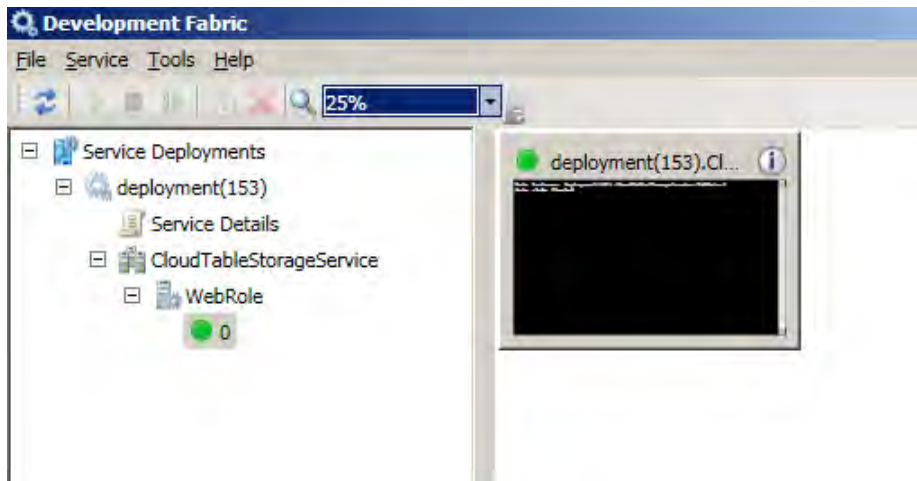 Development Fabric
File Service Tools Help
25%
Service Deployments
deployment(153)
Service Details
CloudTableStorageService
WebRole
0
deployment(153).Cl...